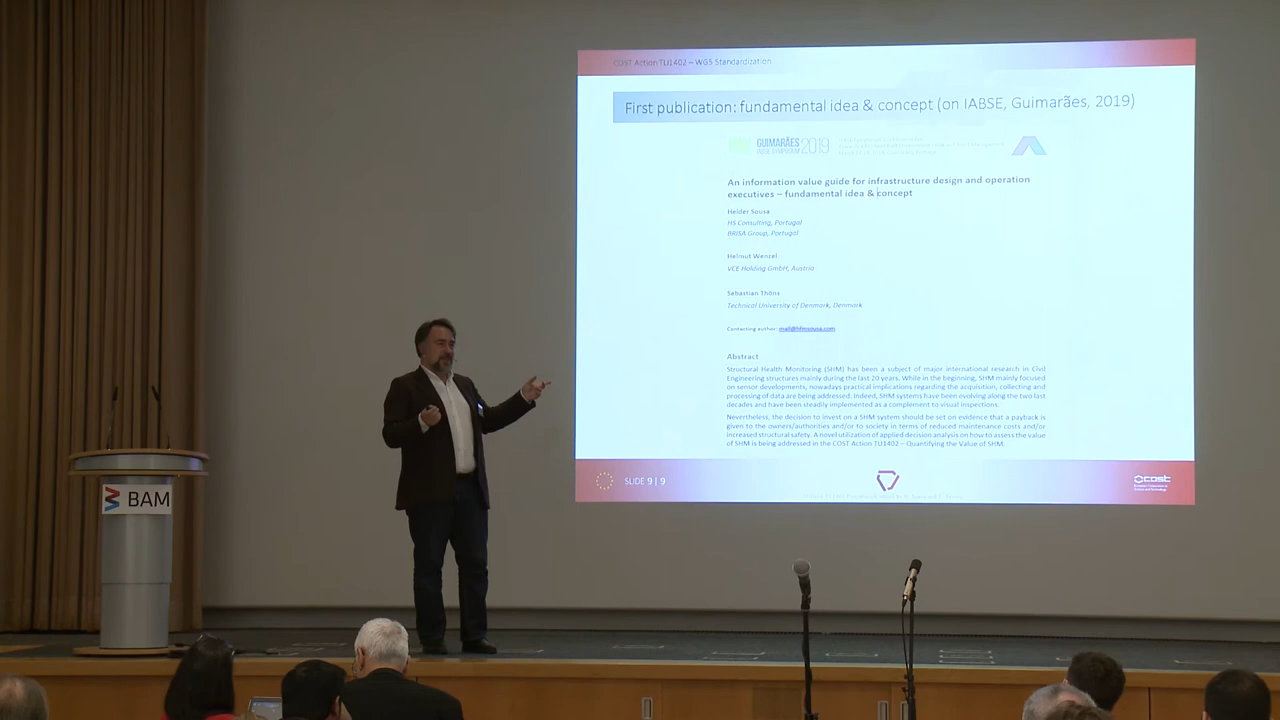 COST Action TU1402 – WG5 Standardization
First publication: fundamental idea & concept (on IABSE, Guimarães, 2019)
GUIMARÃES 2019
An information value guide for infrastructure design and operation
executives – fundamental idea & concept
Helder Sousa
HS Consulting, Portugal
BRISA Group, Portugal
Helmut Wenzel
VCE Holding GmbH, Austria
Sebastian Thöns
Technical University of Denmark, Denmark
Contacting author: mail@hfmsousa.com
Abstract
Structural Health Monitoring (SHM) has been a subject of major international research in Civil
Engineering structures mainly during the last 20 years. While in the beginning, SHM mainly focused
on sensor developments, nowadays practical implications regarding the acquisition, collecting and
processing of data are being addressed. Indeed, SHM systems have been evolving along the two last
decades and have been steadily implemented as a complement to visual inspections.
Nevertheless, the decision to invest on a SHM system should be set on evidence that a payback is
given to the owners/authorities and/or to society in terms of reduced maintenance costs and/or
increased structural safety. A novel utilization of applied decision analysis on how to assess the value
of SHM is being addressed in the COST Action TU1402 – Quantifying the Value of SHM.
SLIDE 9 | 9
cost
BAM